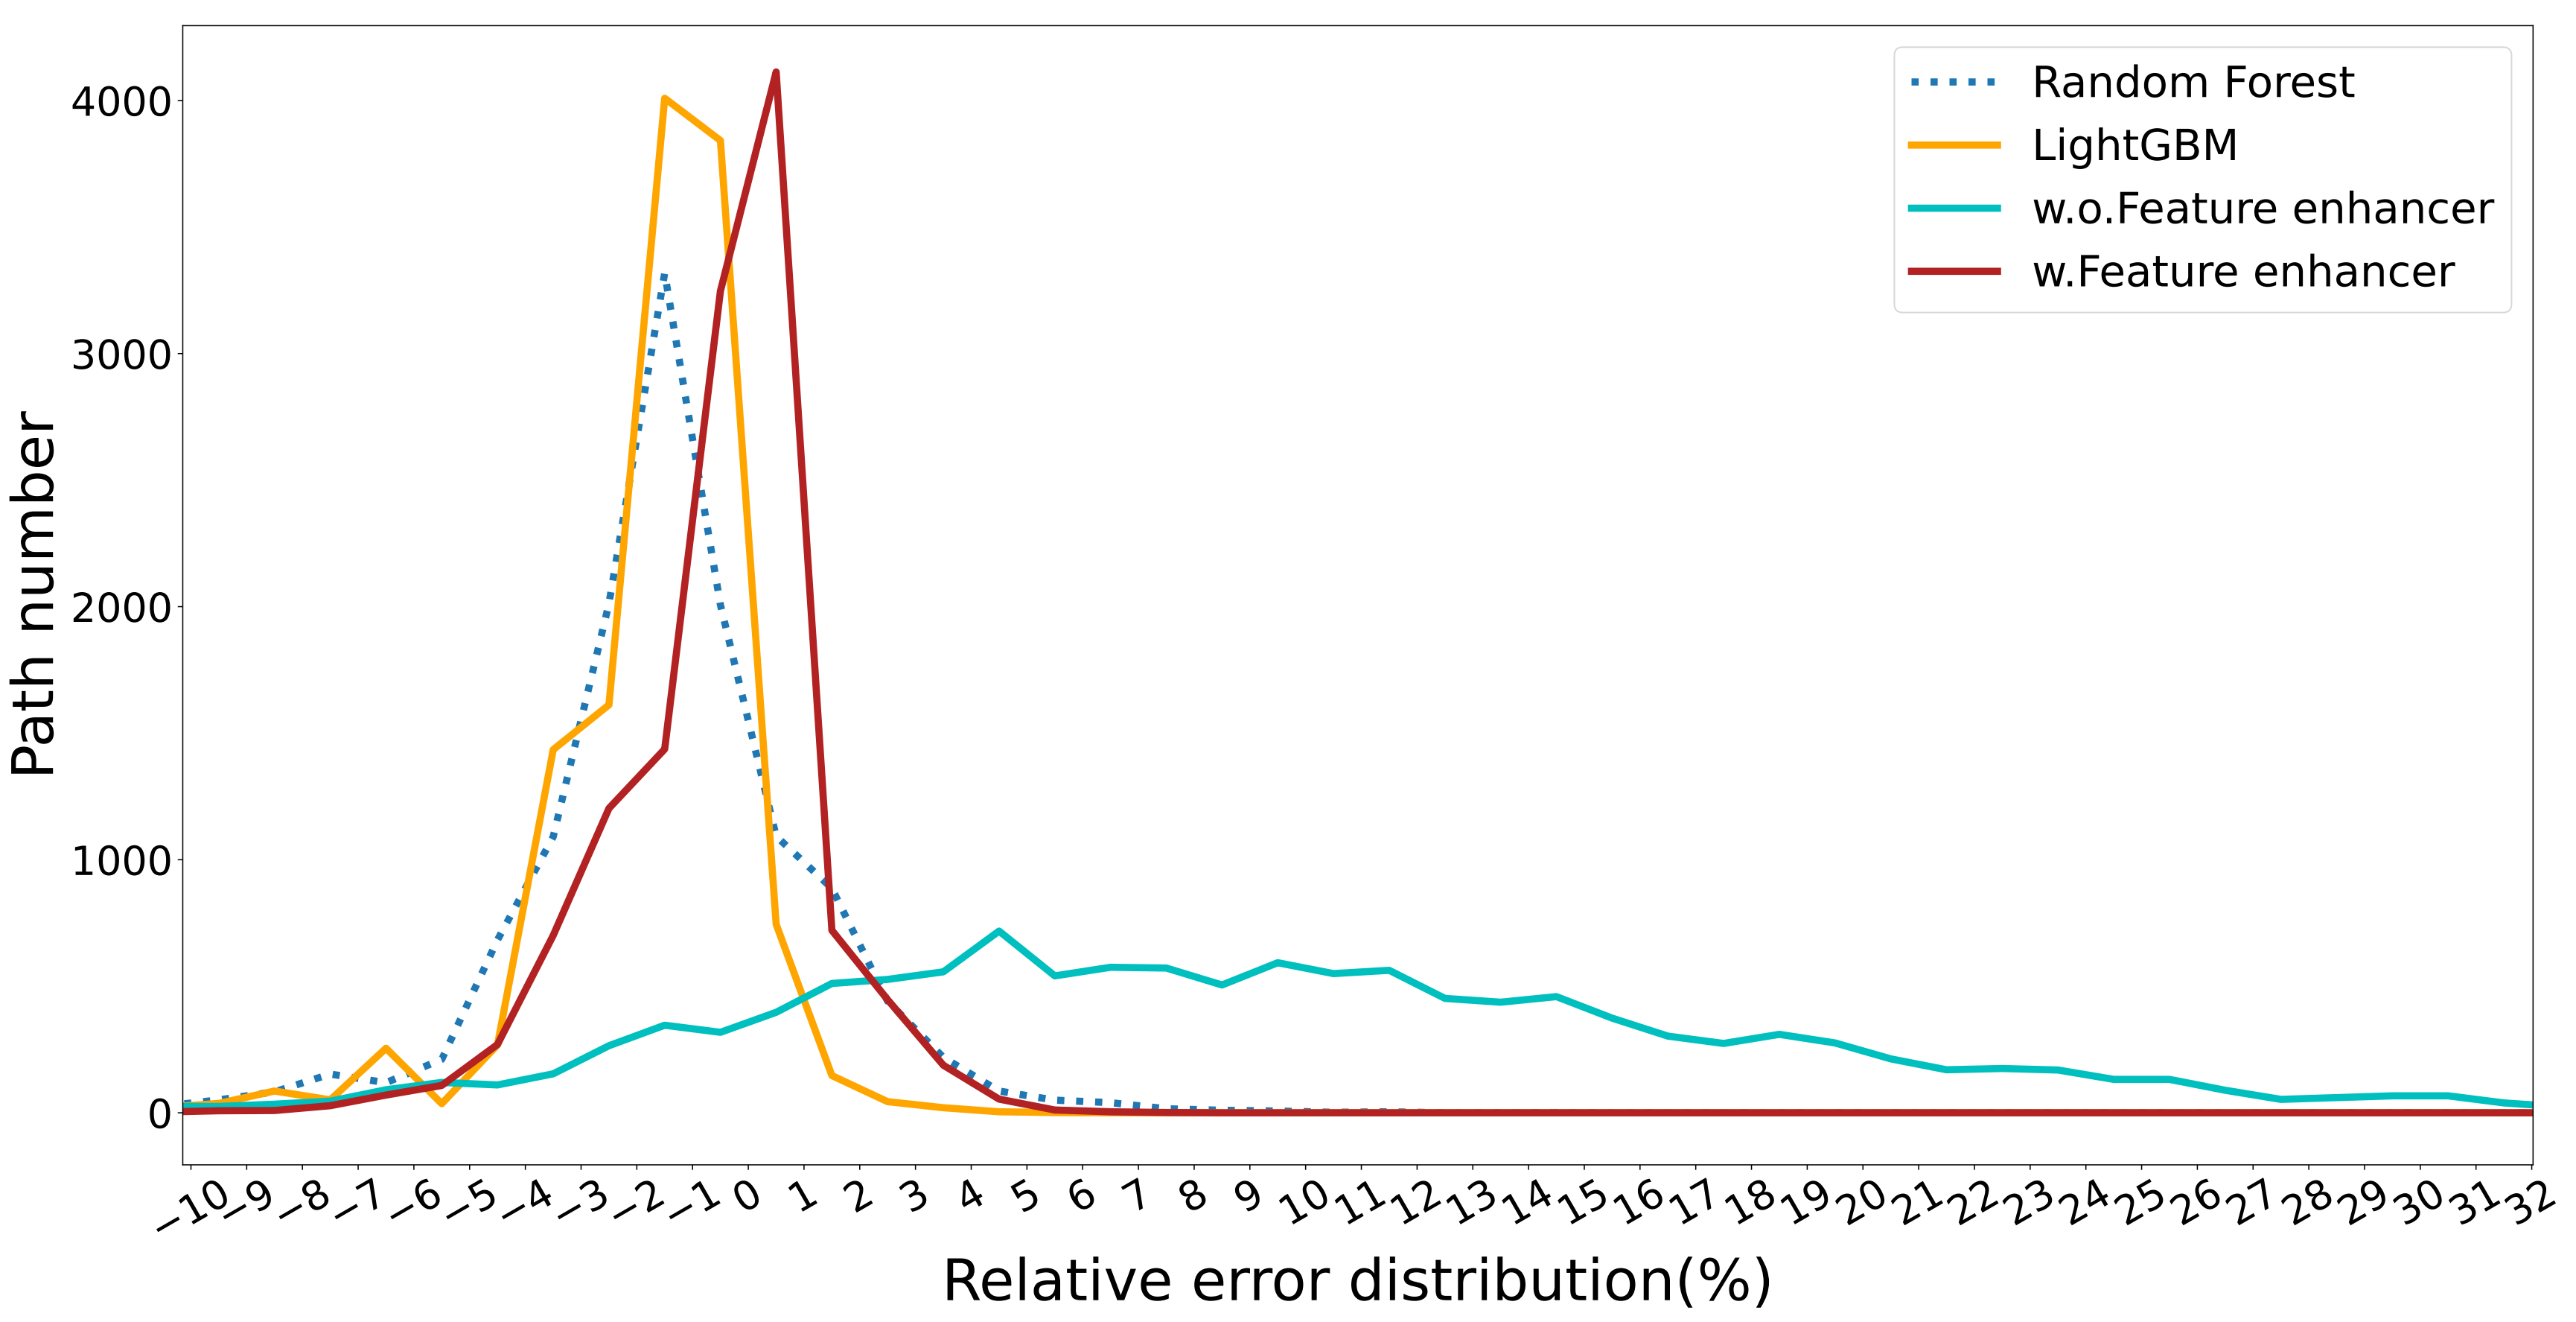 Random Forest
LightGBM
w.o.Feature enhancer
w.Feature enhancer
4000
3000
2000
1000
0
Path number
−10 −9 −8 −7 −6 −5 −4 −3 −2 −1 0 1 2 3 4 5 6 7 8 9 10 11 12 13 14 15 16 17 18 19 20 21 22 23 24 25 26 27 28 29 30 31 32
Relative error distribution(%)